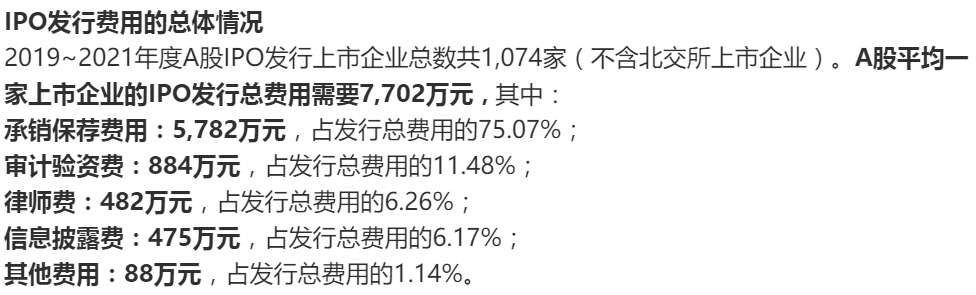 IPO发行费用的总体情况
2019~2021年度A股IPO发行上市企业总数共1,074家（不含北交所上市企业）。A股平均一
家上市企业的IPO发行总费用需要7,702万元，其中：
承销保荐费用：5,782万元，占发行总费用的75.07%；
审计验资费：884万元，占发行总费用的11.48%；
律师费：482万元，占发行总费用的6.26%；
信息披露费：475万元，占发行总费用的6.17%；
其他费用：88万元，占发行总费用的1.14%。